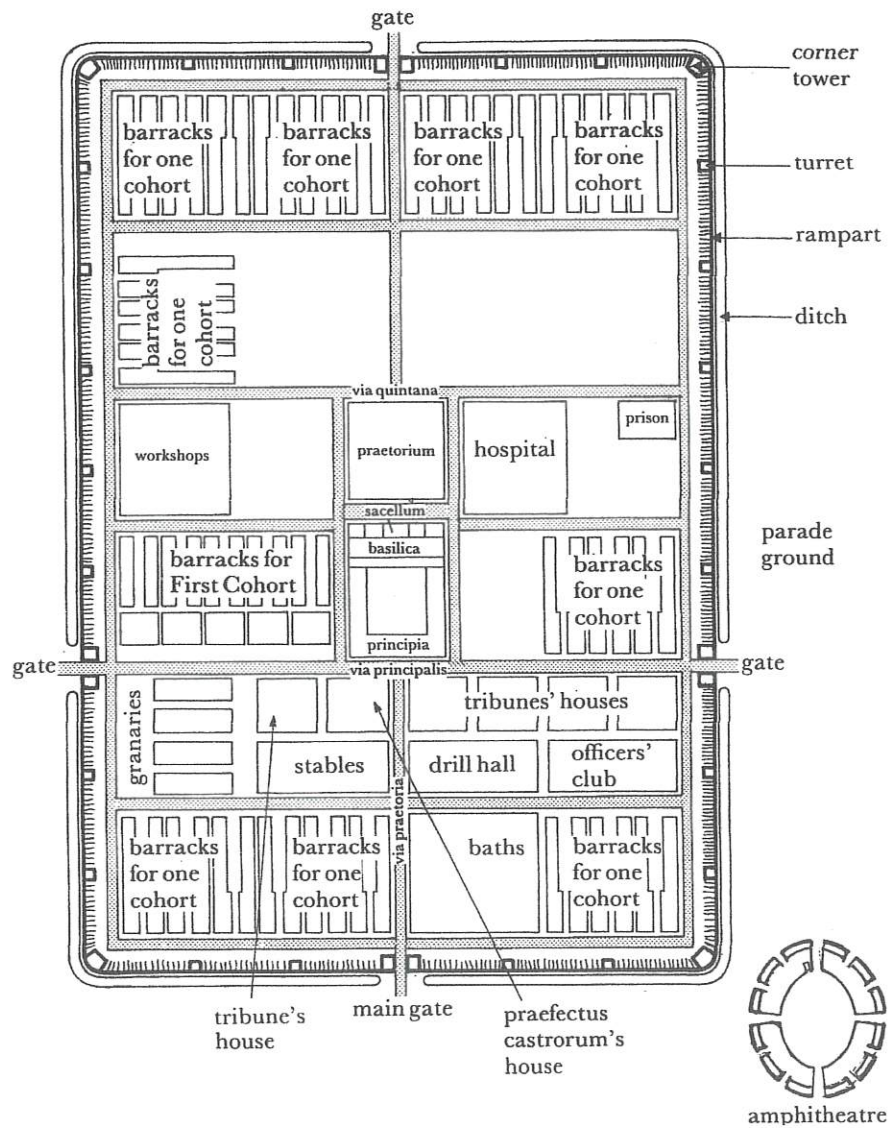 gate
corner
tower
barracks
for one
cohort
barracks
for one
cohort
barracks
for one
cohort
barracks
for one
cohort
turret
rampart
ditch
barracks
for one
cohort
via quintana
workshops
praetorium
hospital
prison
sacellum
basilica
parade
ground
barracks for
First Cohort
barracks
for one
cohort
principia
gate
via principalis
gate
granaries
tribunes' houses
stables
drill hall
officers'
club
via praetoria
barracks
for one
cohort
barracks
for one
cohort
baths
barracks
for one
cohort
tribune's
house
main gate
praefectus
castrorum's
house
amphitheatre